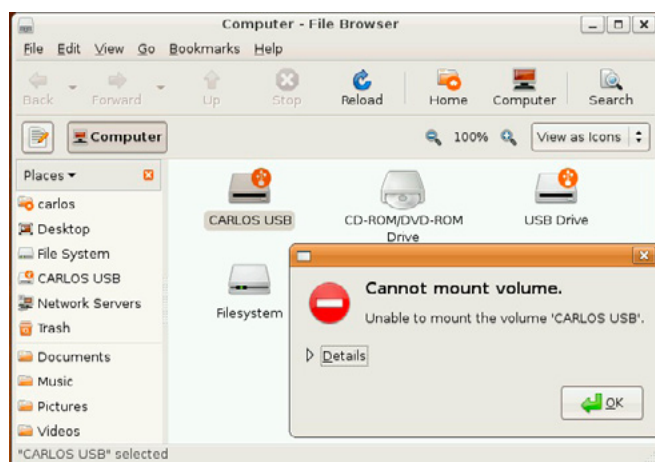 Computer - File Browser
File Edit View Go Bookmarks Help
Back Forward Up Stop Reload Home Computer Search
Computer 100% View as Icons
Places
carlos
Desktop
File System
CARLOS USB
Network Servers
Trash
Documents
Music
Pictures
Videos
CARLOS USB
CD-ROM/DVD-ROM
Drive
USB Drive
Filesystem
Cannot mount volume.
Unable to mount the volume 'CARLOS USB'.
Details
OK
"CARLOS USB" selected